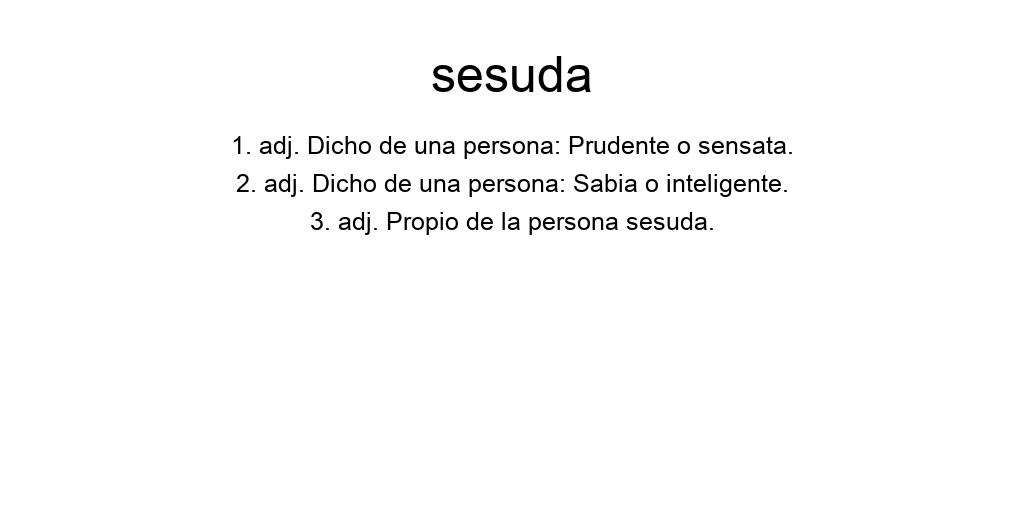 sesuda
1. adj. Dicho de una persona: Prudente o sensata.
2. adj. Dicho de una persona: Sabia o inteligente.
3. adj. Propio de la persona sesuda.